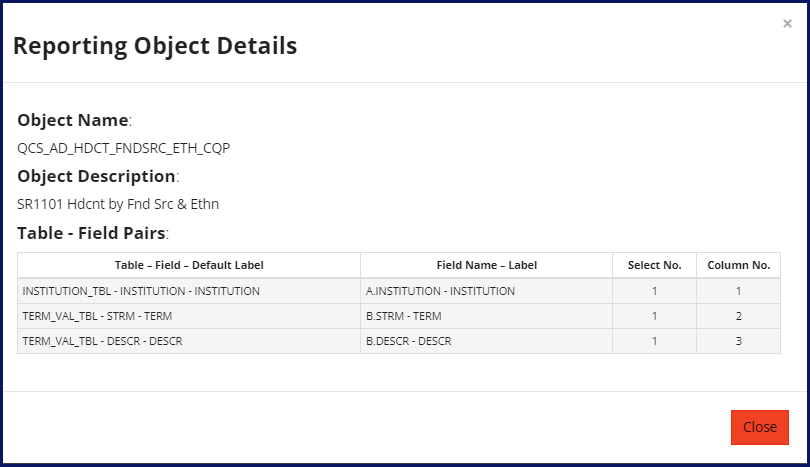 ×
Reporting Object Details
Object Name:
QCS_AD_HDCT_FNDSRC_ETH_CQP
Object Description:
SR1101 Hdcnt by Fnd Src & Ethn
Table - Field Pairs:
Table – Field – Default Label Field Name – Label Select No. Column No.
INSTITUTION_TBL - INSTITUTION - INSTITUTION A.INSTITUTION - INSTITUTION 1 1
TERM_VAL_TBL - STRM - TERM B.STRM - TERM 1 2
TERM_VAL_TBL - DESCR - DESCR B.DESCR - DESCR 1 3
Close